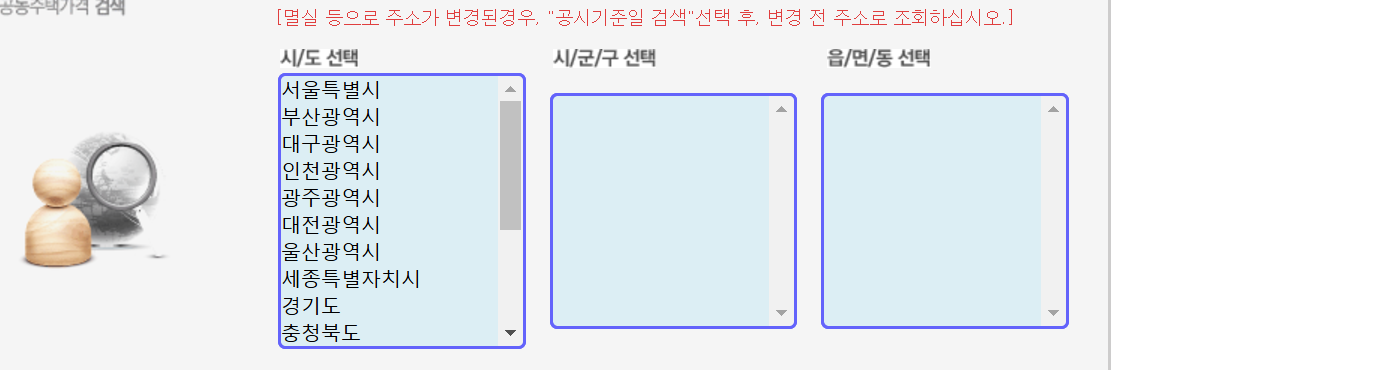 공동주택가격 검색
[멸실 등으로 주소가 변경된경우, "공시기준일 검색"선택 후, 변경 전 주소로 조회하십시오.]
시/도 선택
시/군/구 선택
읍/면/동 선택
서울특별시
부산광역시
대구광역시
인천광역시
광주광역시
대전광역시
울산광역시
세종특별자치시
경기도
충청북도